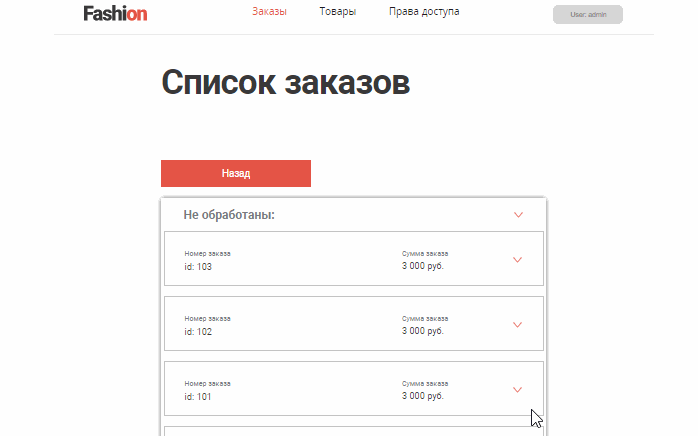 Fashion
Заказы Товары Права доступа
User: admin
Список заказов
Назад
Не обработаны:
Номер заказа Сумма заказа
id: 103 3 000 руб.
Номер заказа Сумма заказа
id: 102 3 000 руб.
Номер заказа Сумма заказа
id: 101 3 000 руб.